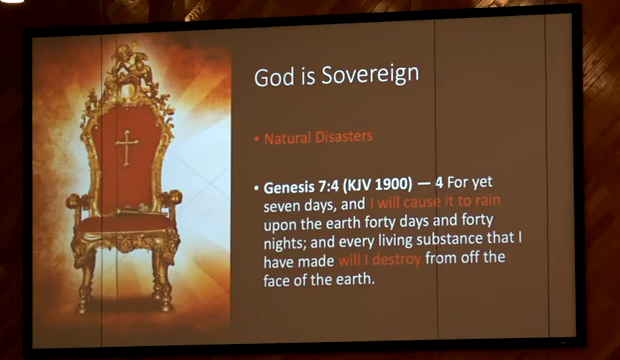 God is Sovereign
• Natural Disasters
• Genesis 7:4 (KJV 1900) — 4 For yet
seven days, and I will cause it to rain
upon the earth forty days and forty
nights; and every living substance that I
have made will I destroy from off the
face of the earth.